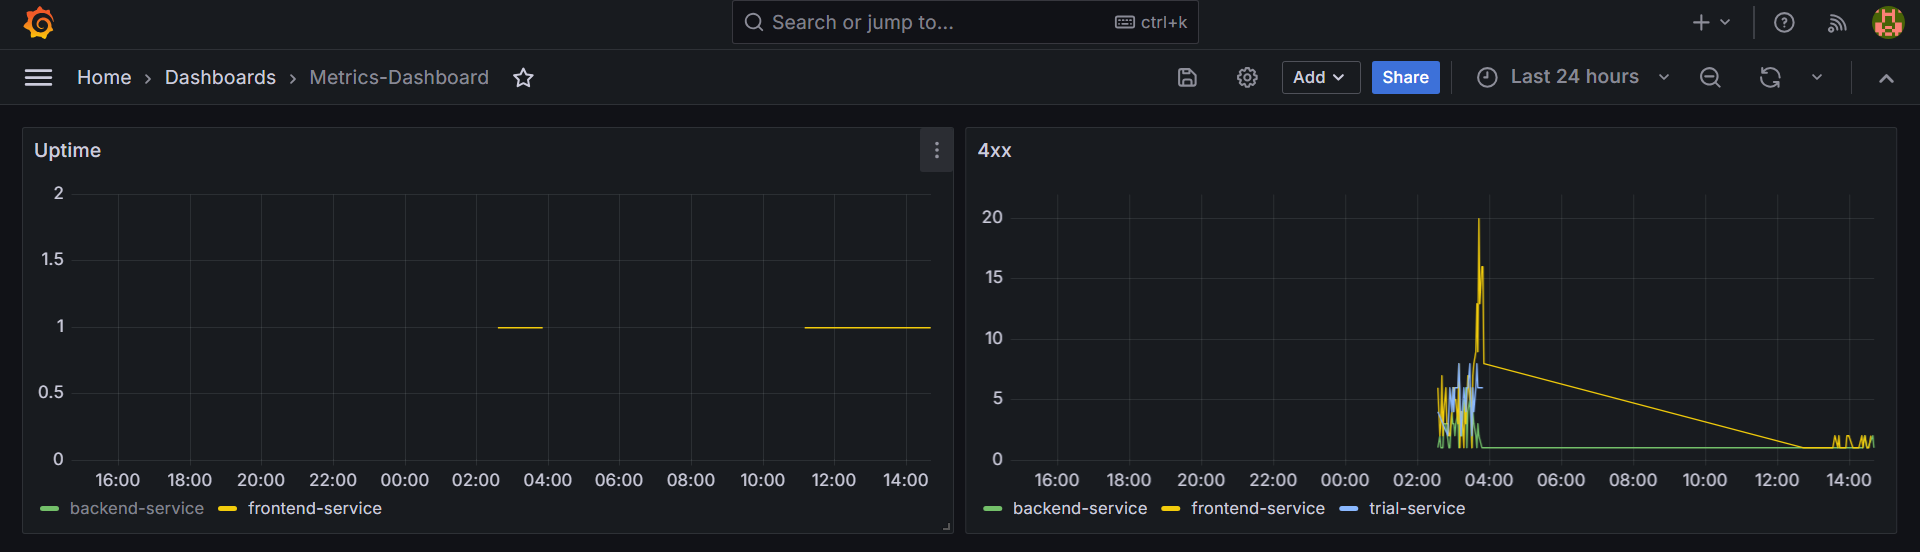 Search or jump to... ctrl+k
Home › Dashboards › Metrics-Dashboard Add Share Last 24 hours
Uptime
2
1.5
1
0.5
0
16:00 18:00 20:00 22:00 00:00 02:00 04:00 06:00 08:00 10:00 12:00 14:00
backend-service frontend-service
4xx
20
15
10
5
0
16:00 18:00 20:00 22:00 00:00 02:00 04:00 06:00 08:00 10:00 12:00 14:00
backend-service frontend-service trial-service